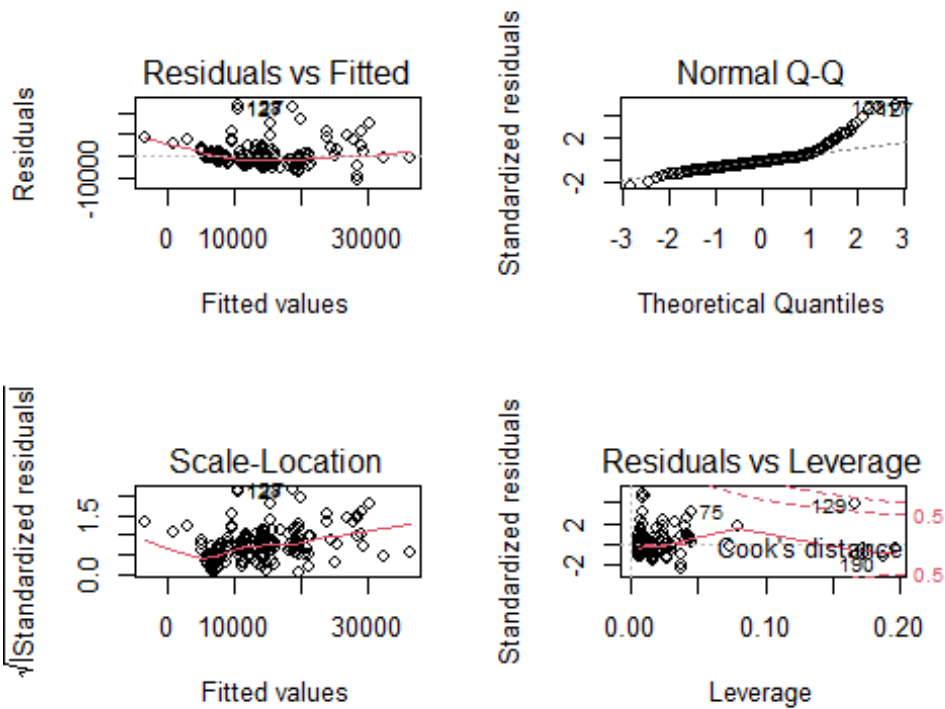 Residuals vs Fitted
Residuals
-10000
0 10000 30000
Fitted values
Normal Q-Q
Standardized residuals
-2 2
-3 -2 -1 0 1 2 3
Theoretical Quantiles
Scale-Location
√|Standardized residuals|
0.0 1.5
0 10000 30000
Fitted values
Residuals vs Leverage
Standardized residuals
-2 2
75
129
Cook's distance
190
0.5
0.5
0.00 0.10 0.20
Leverage